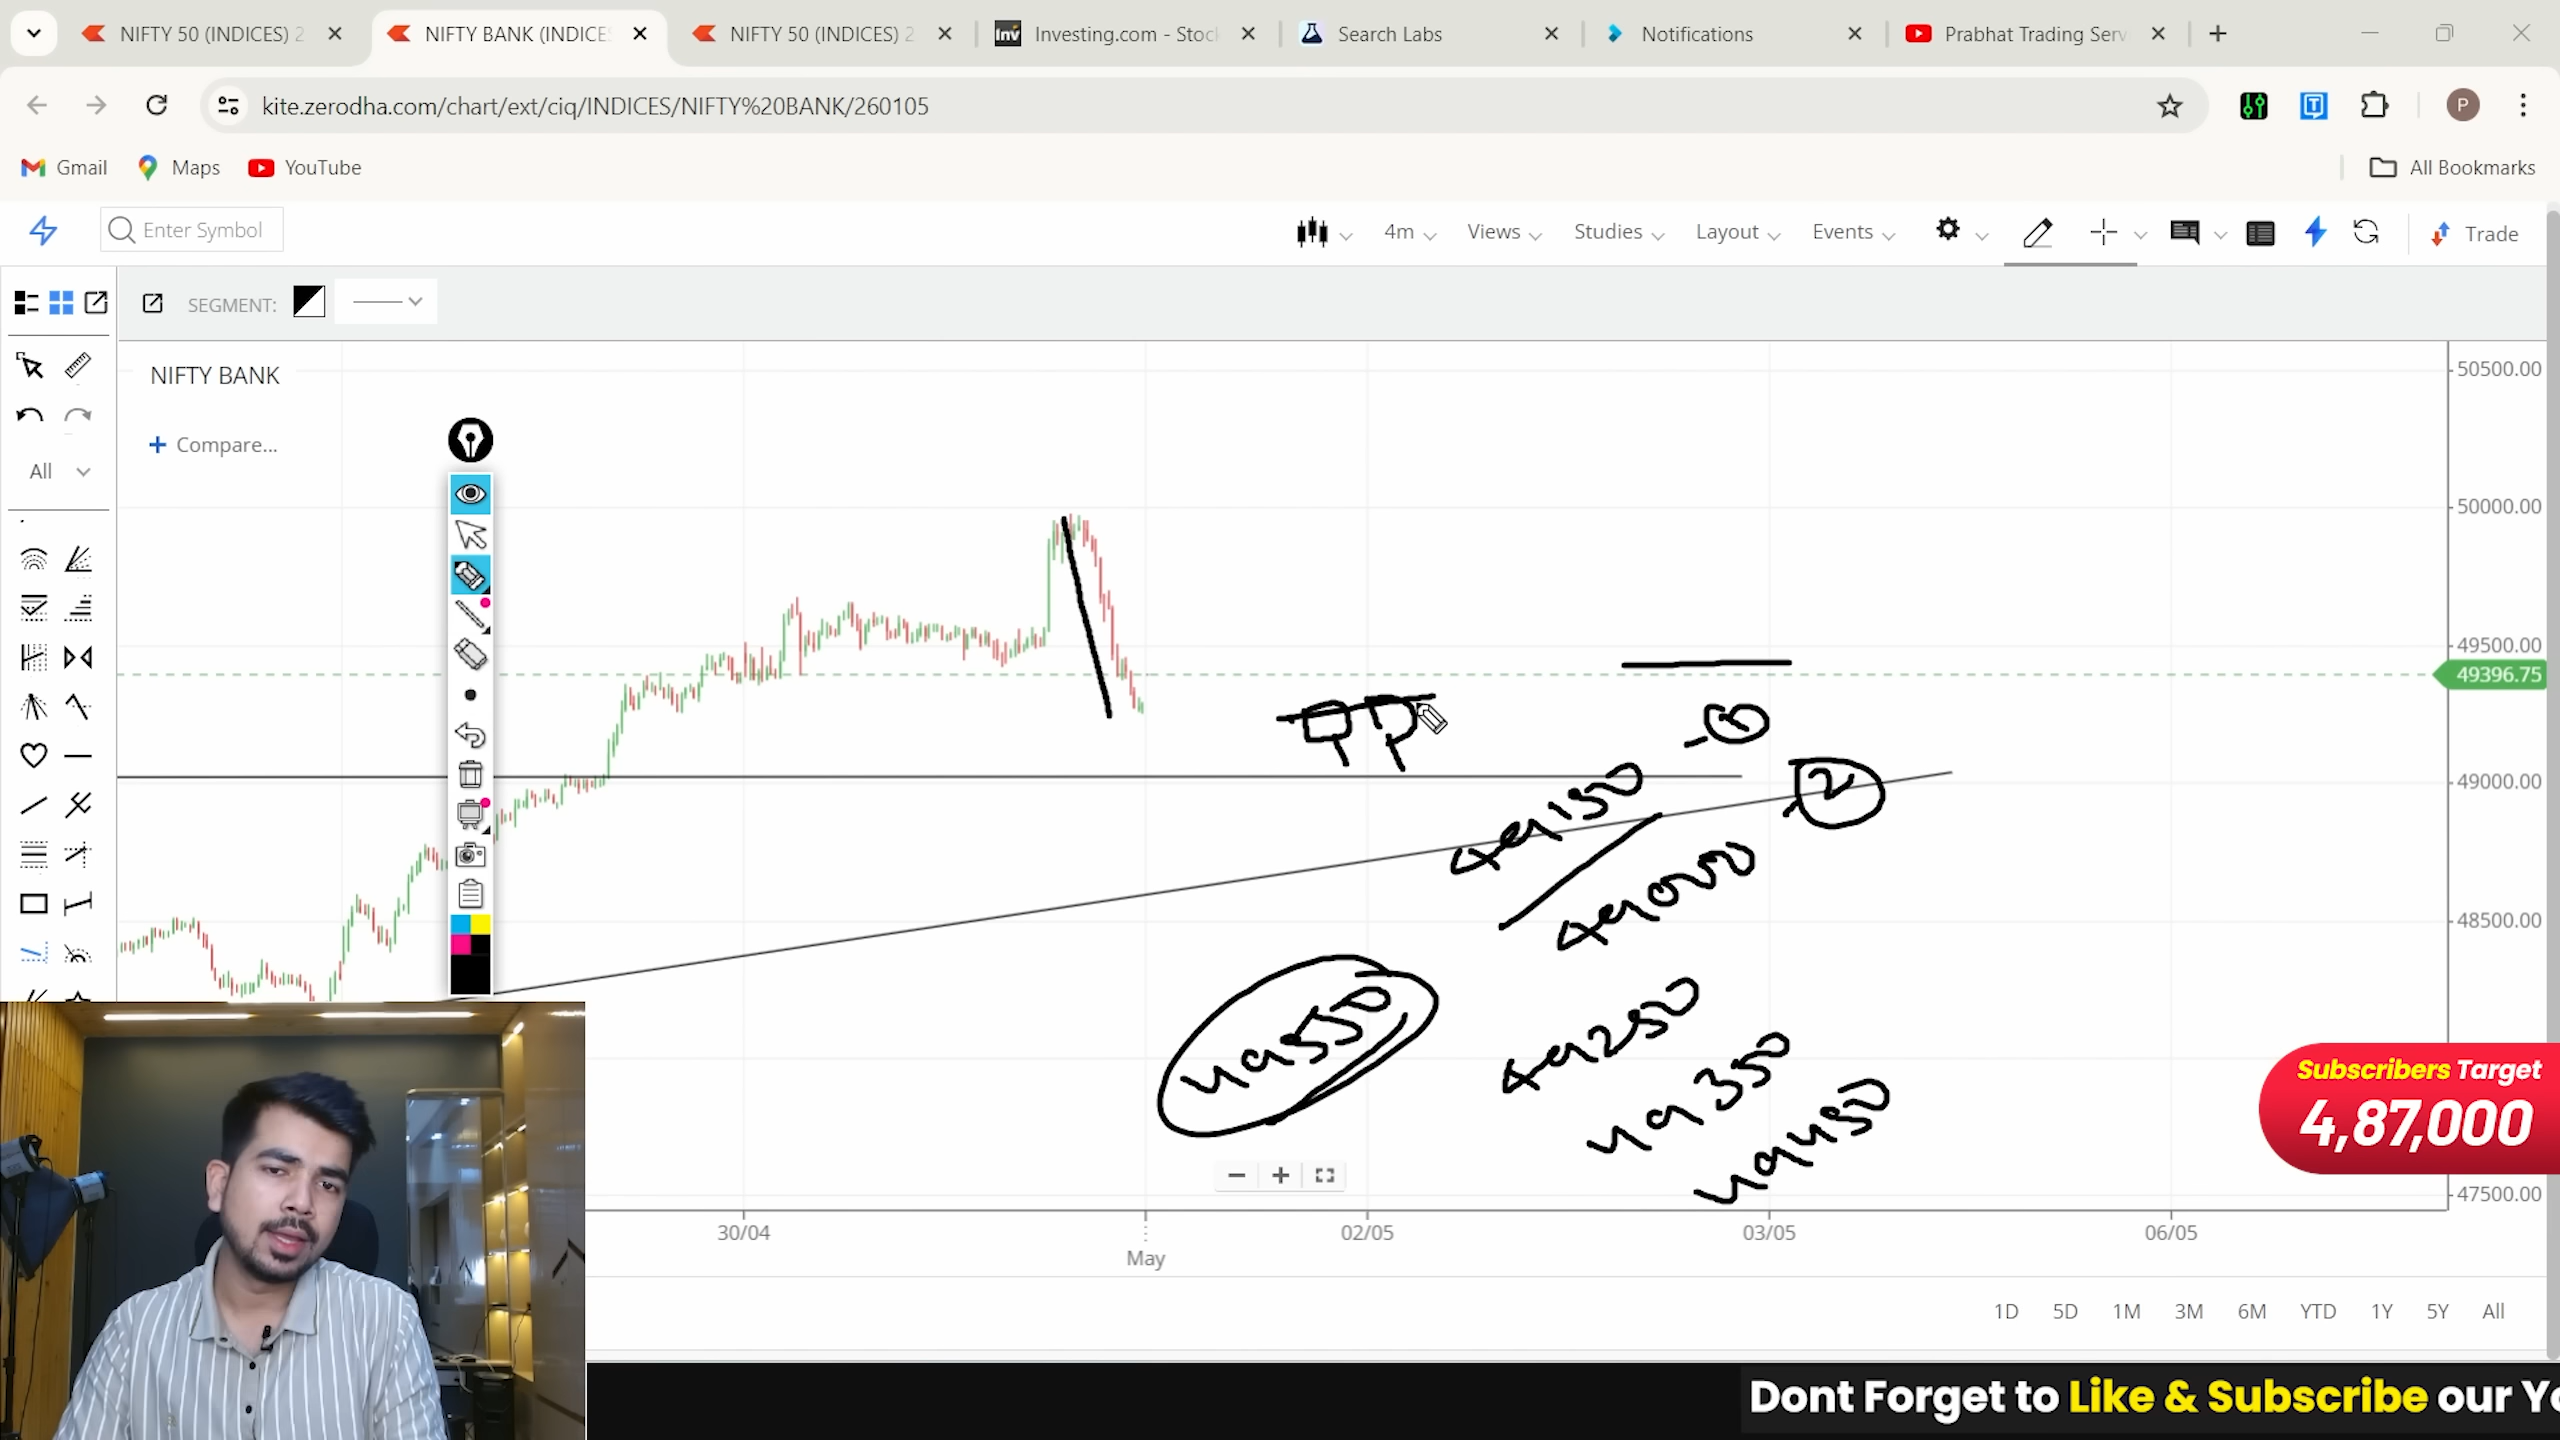 NIFTY 50 (INDICES) 2
NIFTY BANK (INDICES
NIFTY 50 (INDICES) 2
Investing.com - Stoc
Search Labs
Notifications
Prabhat Trading Serv
kite.zerodha.com/chart/ext/ciq/INDICES/NIFTY%20BANK/260105
P
Gmail
Maps
YouTube
All Bookmarks
Enter Symbol
4m
Views
Studies
Layout
Events
Trade
SEGMENT:
NIFTY BANK
+ Compare...
All
50500.00
50000.00
49500.00
49396.75
49000.00
48500.00
47500.00
49150
2
49000
49550
49250
49350
49450
Subscribers Target
4,87,000
30/04
May
02/05
03/05
06/05
1D 5D 1M 3M 6M YTD 1Y 5Y All
Dont Forget to Like & Subscribe our Yo